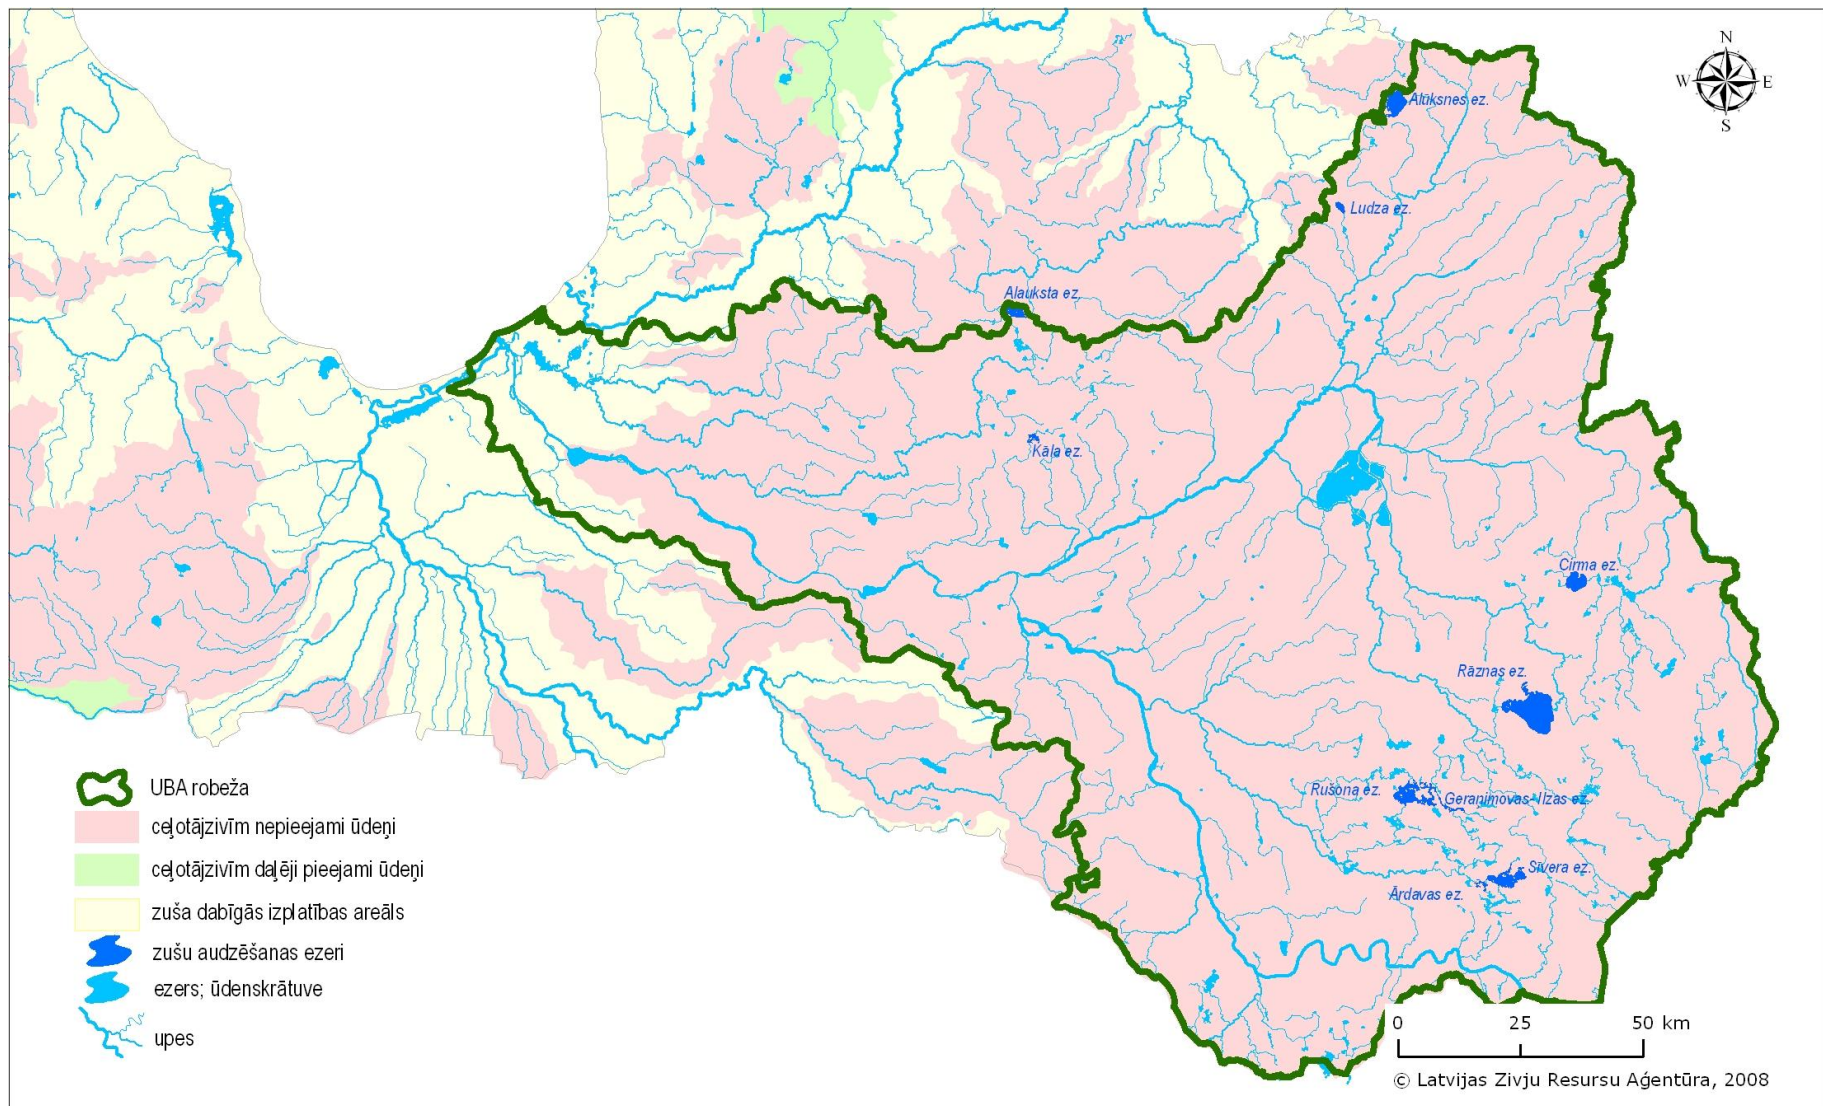 N
W E
S
Alūksnes ez.
Ludza ez.
Alauksta ez.
Kāla ez.
Cirma ez.
Rāznas ez.
Rušona ez.
Geranimovas-Ilzas ez.
Sīvera ez.
Ārdavas ez.
UBA robeža
ceļotājzivīm nepieejami ūdeņi
ceļotājzivīm daļēji pieejami ūdeņi
zuša dabīgās izplatības areāls
zušu audzēšanas ezeri
ezers; ūdenskrātuve
upes
0 25 50 km
© Latvijas Zivju Resursu Aģentūra, 2008